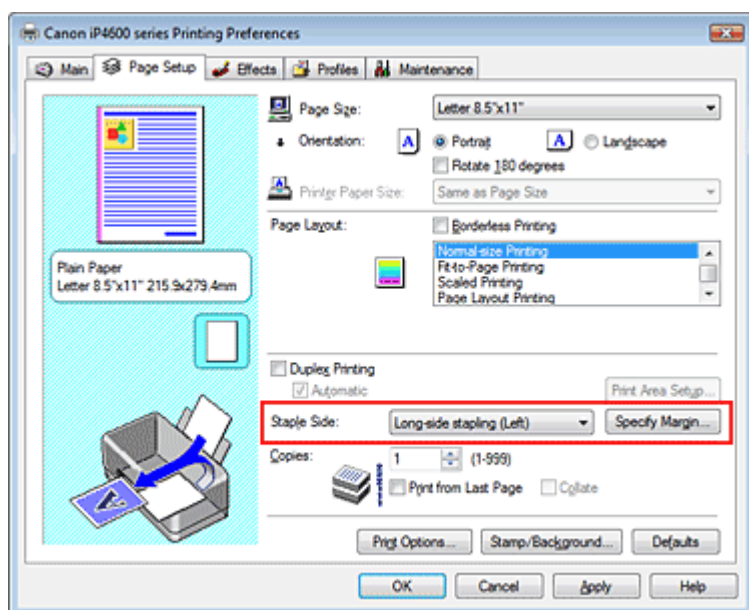 Canon iP4600 series Printing Preferences
Main Page Setup Effects Profiles Maintenance
Page Size: Letter 8.5"x11"
Orientation: A Portrait A Landscape
Rotate 180 degrees
Printer Paper Size: Same as Page Size
Page Layout: Borderless Printing
Normal-size Printing
Fit-to-Page Printing
Scaled Printing
Page Layout Printing
Plain Paper
Letter 8.5"x11" 215.9x279.4mm
Duplex Printing
Automatic Print Area Setup...
Staple Side: Long-side stapling (Left) Specify Margin...
Copies: 1 (1-999)
Print from Last Page Collate
A
Print Options... Stamp/Background... Defaults
OK Cancel Apply Help